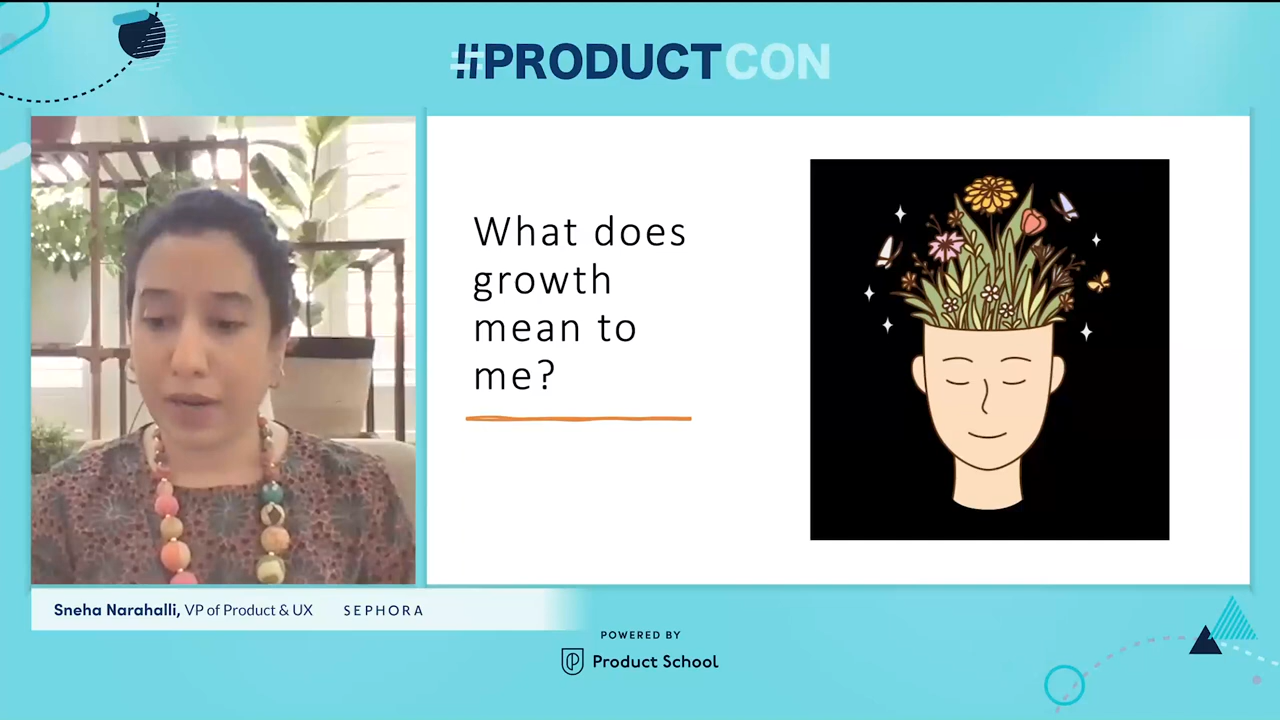 #PRODUCTCON
What does
growth
mean to
me?
Sneha Narahalli, VP of Product & UX SEPHORA
POWERED BY
Product School